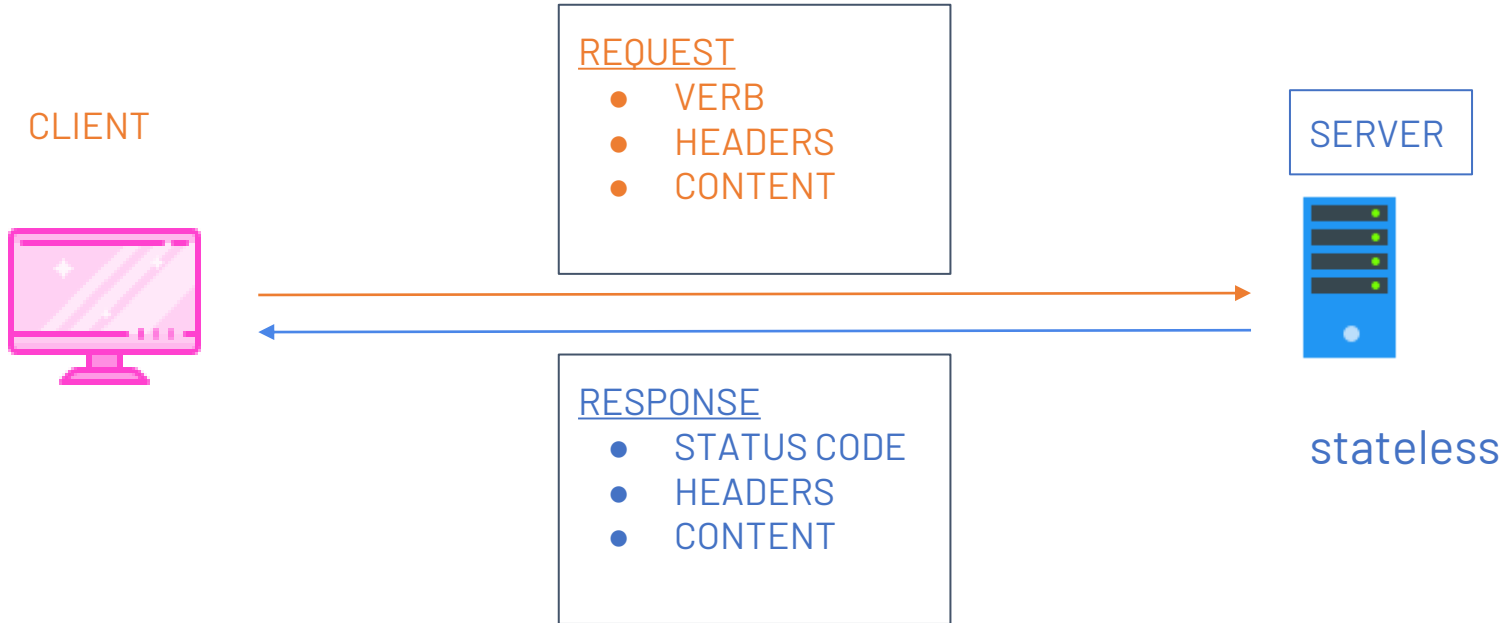 CLIENT
REQUEST
● VERB
● HEADERS
● CONTENT
SERVER
RESPONSE
● STATUS CODE
● HEADERS
● CONTENT
stateless